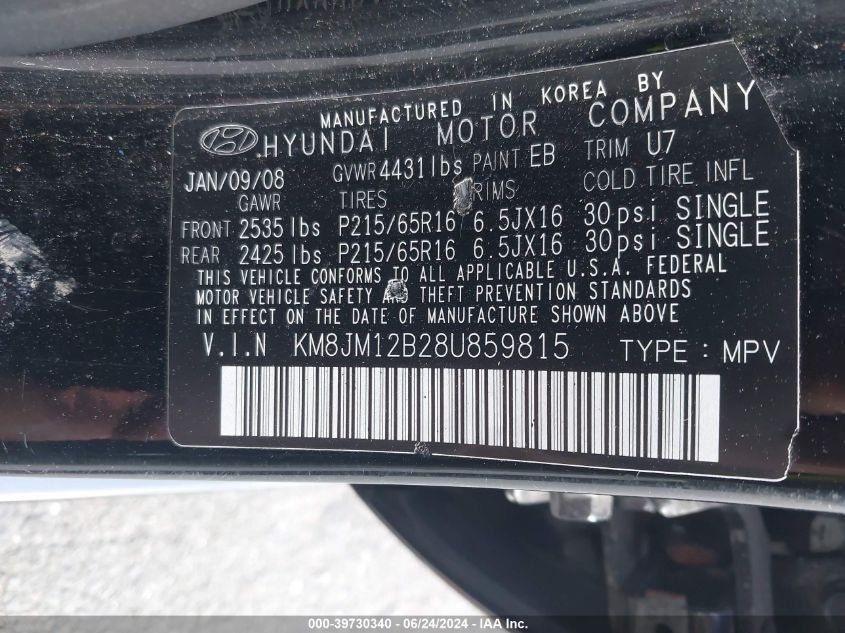 MANUFACTURED IN KOREA BY
HYUNDAI MOTOR COMPANY
JAN/09/08 GVWR 4431 lbs PAINT EB TRIM U7
GAWR TIRES RIMS COLD TIRE INFL
FRONT 2535 lbs P215/65R16 6.5JX16 30 psi SINGLE
REAR 2425 lbs P215/65R16 6.5JX16 30 psi SINGLE
THIS VEHICLE CONFORMS TO ALL APPLICABLE U.S.A. FEDERAL
MOTOR VEHICLE SAFETY AND THEFT PREVENTION STANDARDS
IN EFFECT ON THE DATE OF MANUFACTURE SHOWN ABOVE
V.I.N KM8JM12B28U859815 TYPE : MPV
000-39730340 - 06/24/2024 - IAA Inc.